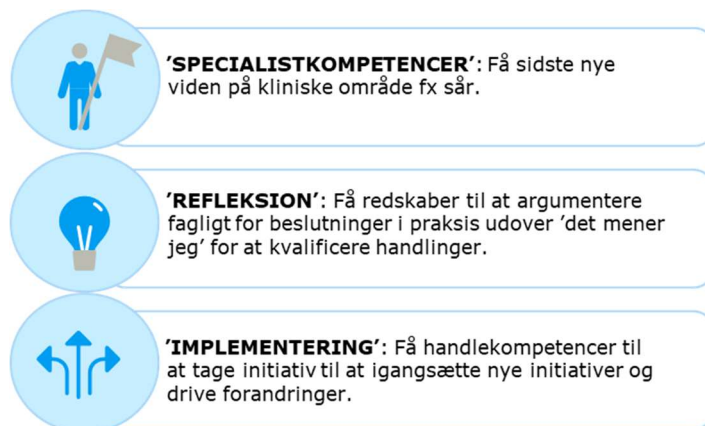 ’SPECIALISTKOMPETENCER’: Få sidste nye
viden på kliniske område fx sår.
’REFLEKSION’: Få redskaber til at argumentere
fagligt for beslutninger i praksis udover ’det mener
jeg’ for at kvalificere handlinger.
’IMPLEMENTERING’: Få handlekompetencer til
at tage initiativ til at igangsætte nye initiativer og
drive forandringer.